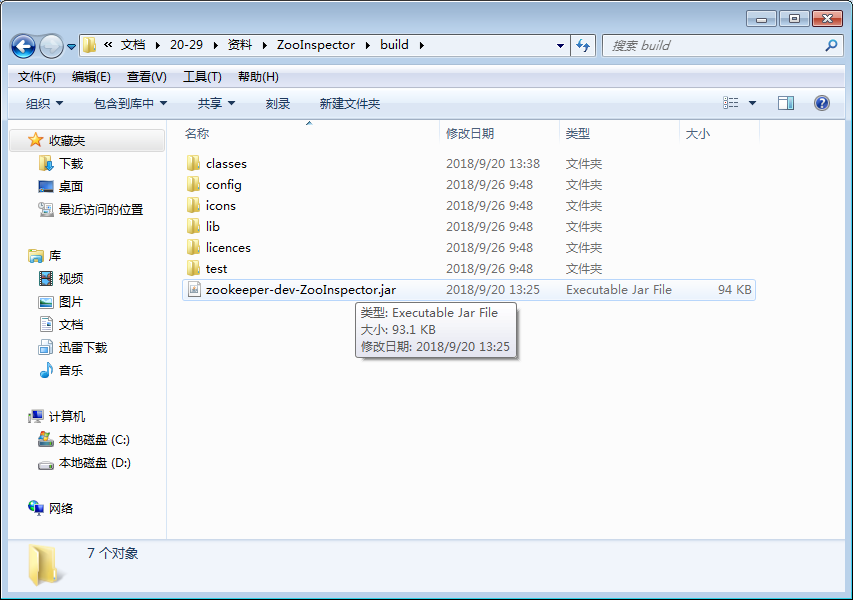 « 文档 20-29 资料 ZooInspector build 搜索 build
文件(F) 编辑(E) 查看(V) 工具(T) 帮助(H)
组织 包含到库中 共享 刻录 新建文件夹
名称 修改日期 类型 大小
收藏夹
下载
桌面
最近访问的位置
库
视频
图片
文档
迅雷下载
音乐
计算机
本地磁盘 (C:)
本地磁盘 (D:)
网络
classes 2018/9/20 13:38 文件夹
config 2018/9/26 9:48 文件夹
icons 2018/9/26 9:48 文件夹
lib 2018/9/26 9:48 文件夹
licences 2018/9/26 9:48 文件夹
test 2018/9/26 9:48 文件夹
zookeeper-dev-ZooInspector.jar 2018/9/20 13:25 Executable Jar File 94 KB
类型: Executable Jar File
大小: 93.1 KB
修改日期: 2018/9/20 13:25
7 个对象